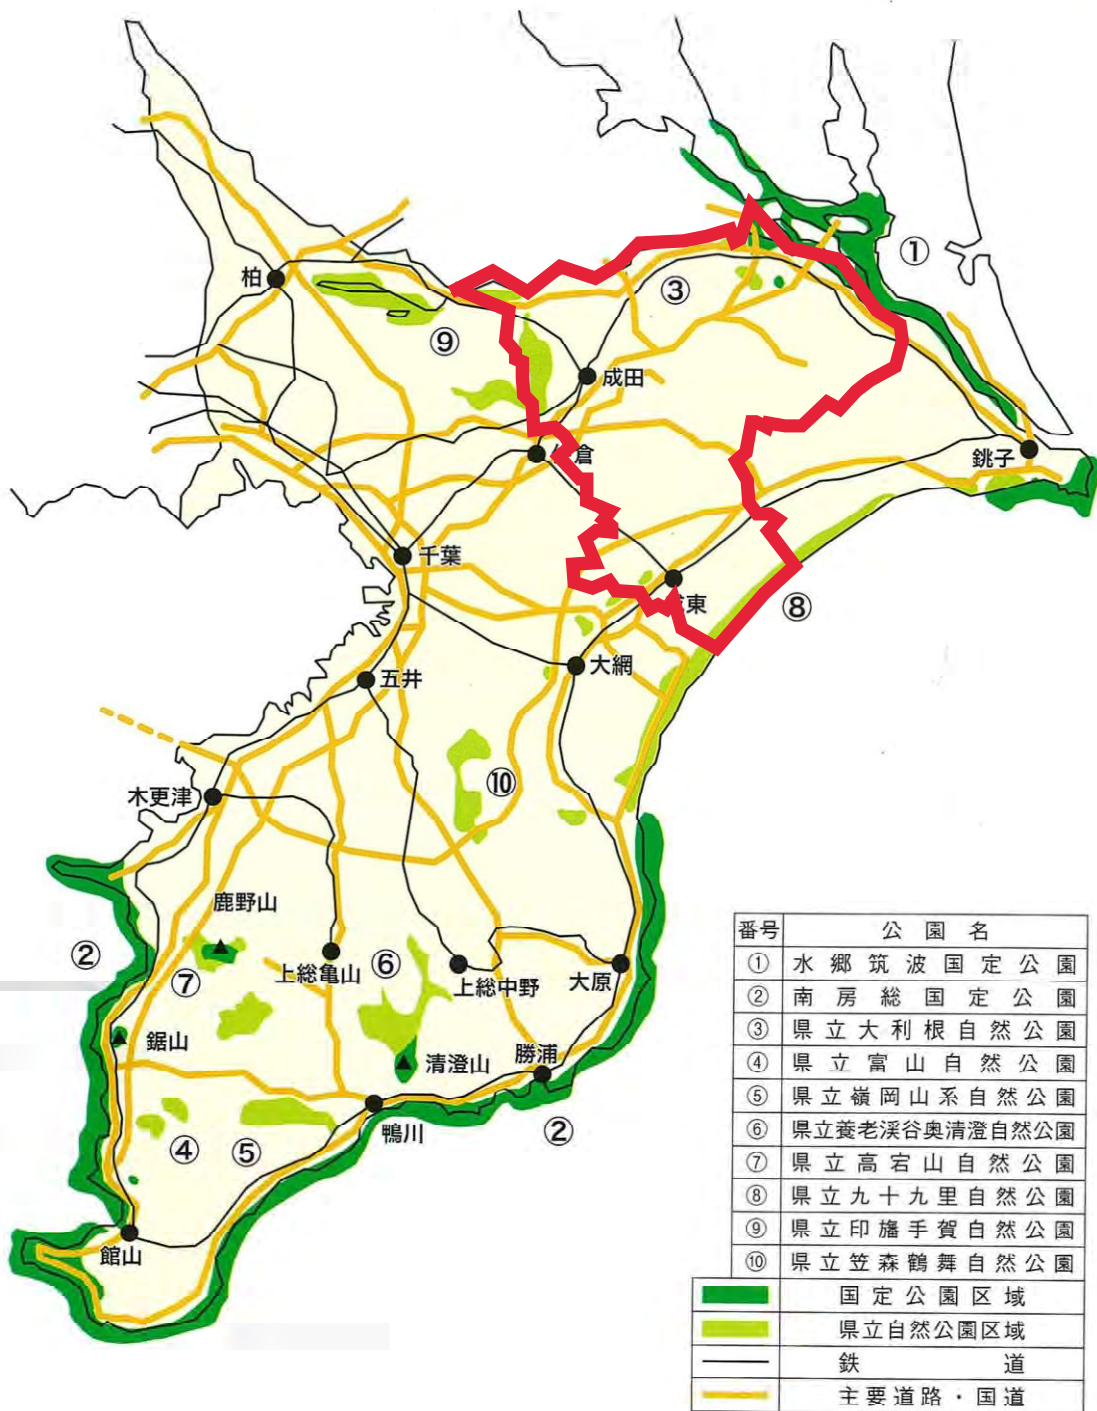 ①
柏
③
⑨
成田
倉
銚子
千葉
東
⑧
大網
五井
⑩
木更津
鹿野山
②
⑦
上総亀山
⑥
上総中野
大原
鋸山
清澄山
勝浦
鴨川
②
④
⑤
館山
番号 公園名
① 水郷筑波国定公園
② 南房総国定公園
③ 県立大利根自然公園
④ 県立富山自然公園
⑤ 県立嶺岡山系自然公園
⑥ 県立養老渓谷奥清澄自然公園
⑦ 県立高宕山自然公園
⑧ 県立九十九里自然公園
⑨ 県立印旛手賀自然公園
⑩ 県立笠森鶴舞自然公園
国定公園区域
県立自然公園区域
鉄道
主要道路・国道